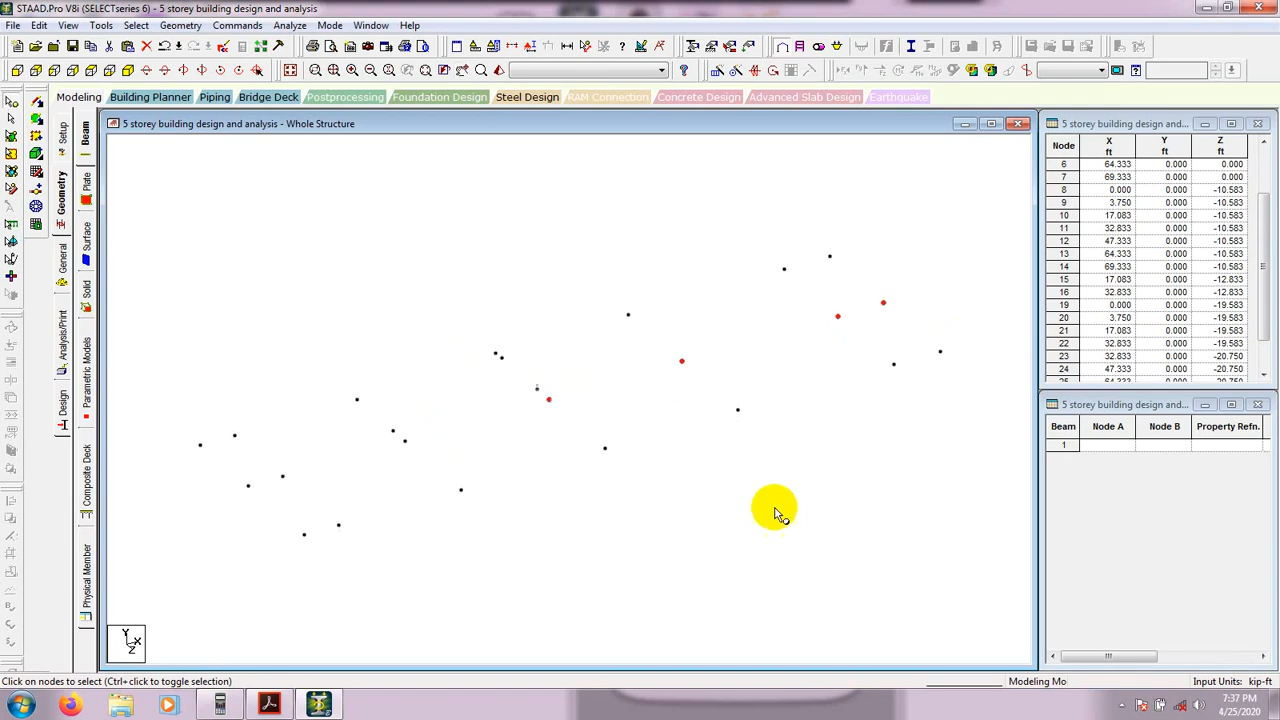 STAAD.Pro V8i (SELECTseries 6) - 5 storey building design and analysis
File Edit View Tools Select Geometry Commands Analyze Mode Window Help
Modeling Building Planner Piping Bridge Deck Postprocessing Foundation Design Steel Design RAM Connection Concrete Design Advanced Slab Design Earthquake
Setup
Geometry
General
Analysis/Print
Design
Beam
Plate
Surface
Solid
Parametric Models
Composite Deck
Physical Member
5 storey building design and analysis - Whole Structure
Y
X
Z
5 storey building design and...
Node X ft Y ft Z ft
6 64.333 0.000 0.000
7 69.333 0.000 0.000
8 0.000 0.000 -10.583
9 3.750 0.000 -10.583
10 17.083 0.000 -10.583
11 32.833 0.000 -10.583
12 47.333 0.000 -10.583
13 64.333 0.000 -10.583
14 69.333 0.000 -10.583
15 17.083 0.000 -12.833
16 32.833 0.000 -12.833
19 0.000 0.000 -19.583
20 3.750 0.000 -19.583
21 17.083 0.000 -19.583
22 32.833 0.000 -19.583
23 32.833 0.000 -20.750
24 47.333 0.000 -20.750
5 storey building design and...
Beam Node A Node B Property Refn.
1
Click on nodes to select (Ctrl+click to toggle selection)
Modeling Mo
Input Units: kip-ft
7:37 PM
4/25/2020